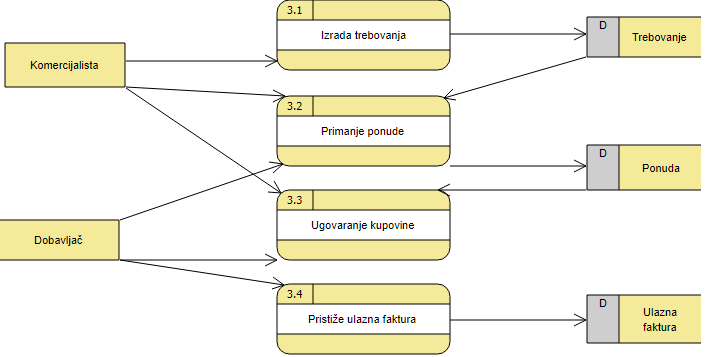 3.1
Izrada trebovanja
D
Trebovanje
Komercijalista
3.2
Primanje ponude
D
Ponuda
3.3
Ugovaranje kupovine
Dobavljač
3.4
Pristiže ulazna faktura
D
Ulazna
faktura